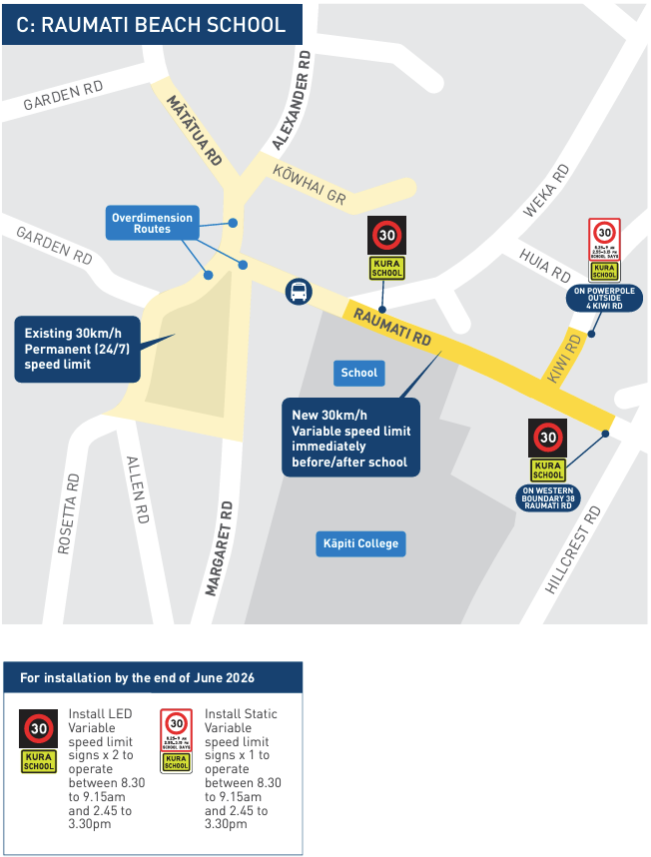 C: RAUMATI BEACH SCHOOL
GARDEN RD
MĀTĀTUA RD
ALEXANDER RD
KŌWHAI GR
WEKA RD
Overdimension
Routes
GARDEN RD
30
KURA
SCHOOL
HUIA RD
30
SCHOOL DAYS
KURA
SCHOOL
ON POWERPOLE
OUTSIDE
4 KIWI RD
Existing 30km/h
Permanent (24/7)
speed limit
RAUMATI RD
KIWI RD
School
New 30km/h
Variable speed limit
immediately
before/after school
30
KURA
SCHOOL
ON WESTERN
BOUNDARY 38
RAUMATI RD
ROSETTA RD
ALLEN RD
MARGARET RD
Kāpiti College
HILLCREST RD
For installation by the end of June 2026
30
KURA
SCHOOL
Install LED
Variable
speed limit
signs x 2 to
operate
between 8.30
to 9.15am
and 2.45 to
3.30pm
30
SCHOOL DAYS
KURA
SCHOOL
Install Static
Variable
speed limit
signs x 1 to
operate
between 8.30
to 9.15am
and 2.45 to
3.30pm